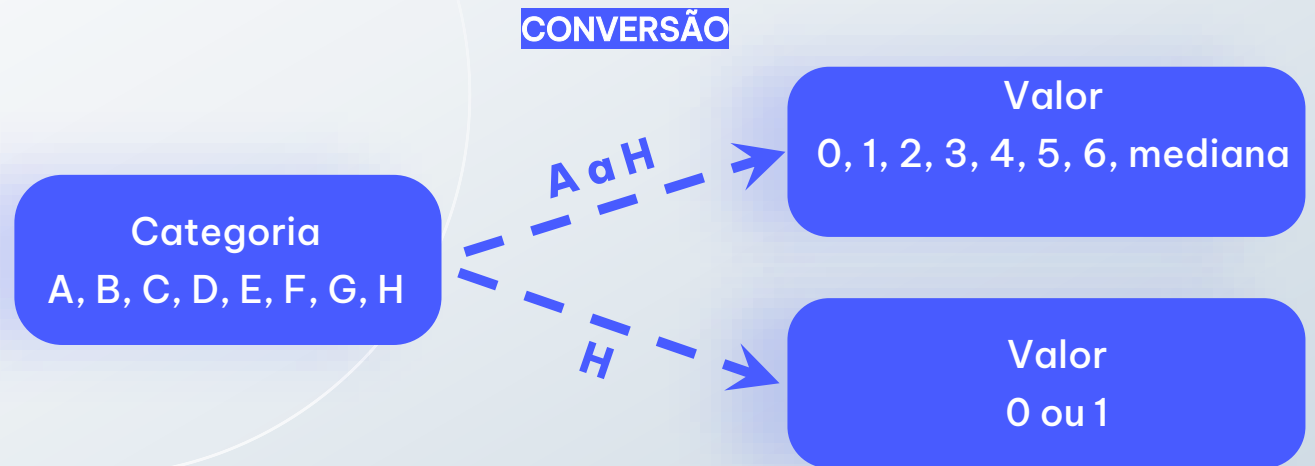 CONVERSÃO
Categoria
A, B, C, D, E, F, G, H
A a H
H
Valor
0, 1, 2, 3, 4, 5, 6, mediana
Valor
0 ou 1